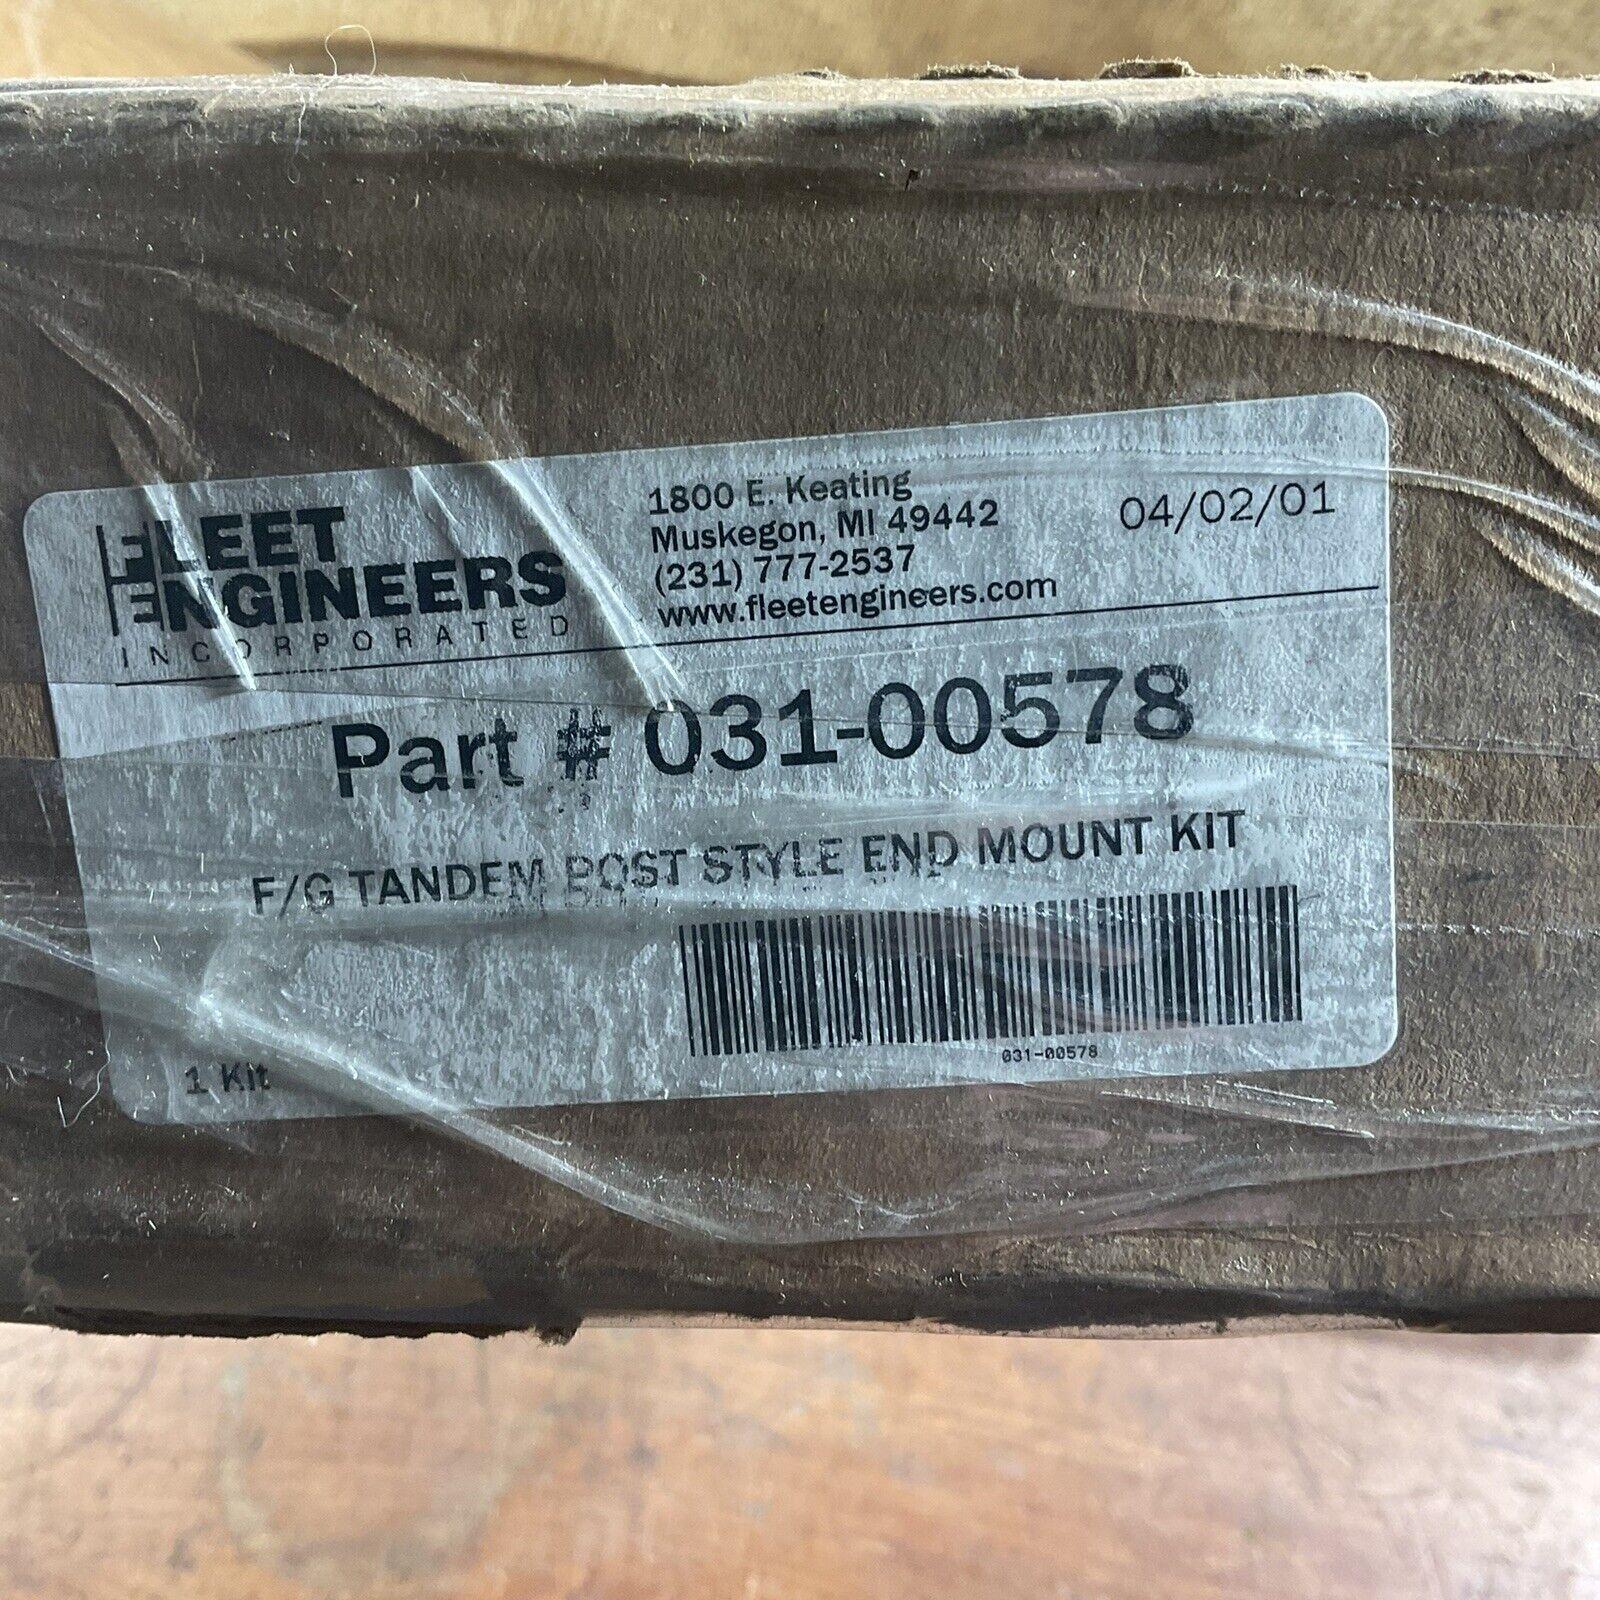 FLEET
ENGINEERS
INCORPORATED
1800 E. Keating
Muskegon, MI 49442
(231) 777-2537
www.fleetengineers.com
04/02/01
Part # 031-00578
F/G TANDEM POST STYLE END MOUNT KIT
031-00578
1 Kit